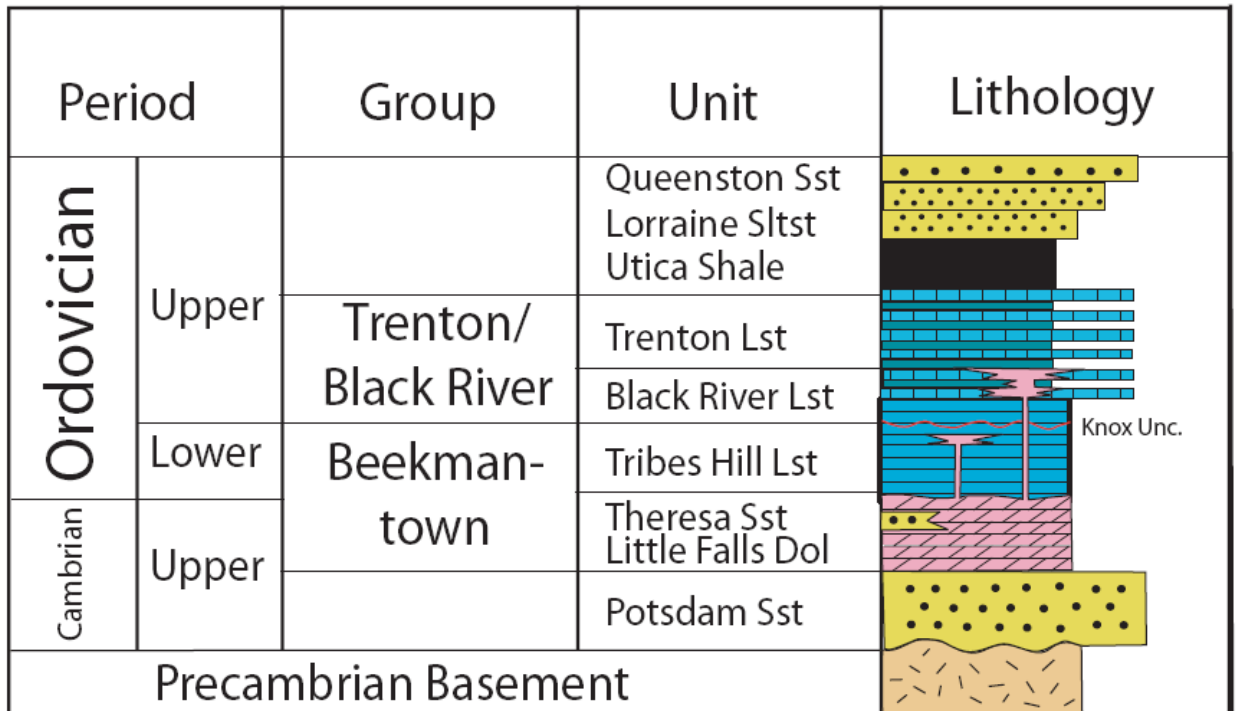 Period
Group
Unit
Lithology
Ordovician
Upper
Lower
Cambrian
Upper
Trenton/
Black River
Beekman-
town
Queenston Sst
Lorraine Sltst
Utica Shale
Trenton Lst
Black River Lst
Tribes Hill Lst
Theresa Sst
Little Falls Dol
Potsdam Sst
Knox Unc.
Precambrian Basement